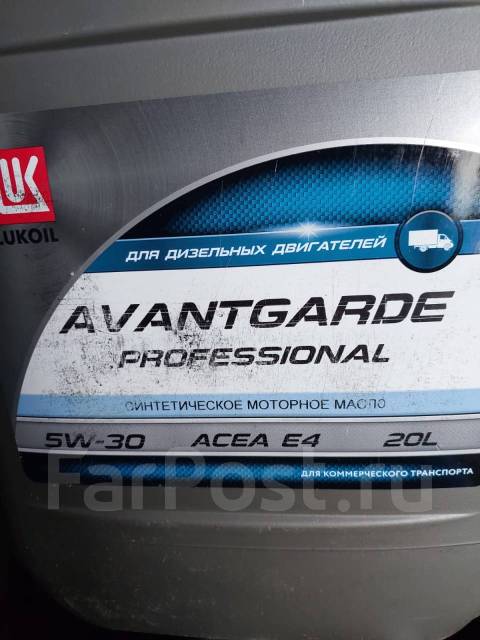 LUKOIL
ДЛЯ ДИЗЕЛЬНЫХ ДВИГАТЕЛЕЙ
AVANTGARDE
PROFESSIONAL
СИНТЕТИЧЕСКОЕ МОТОРНОЕ МАСЛО
5W-30 ACEA E4 20L
ДЛЯ КОММЕРЧЕСКОГО ТРАНСПОРТА
FarPost.ru